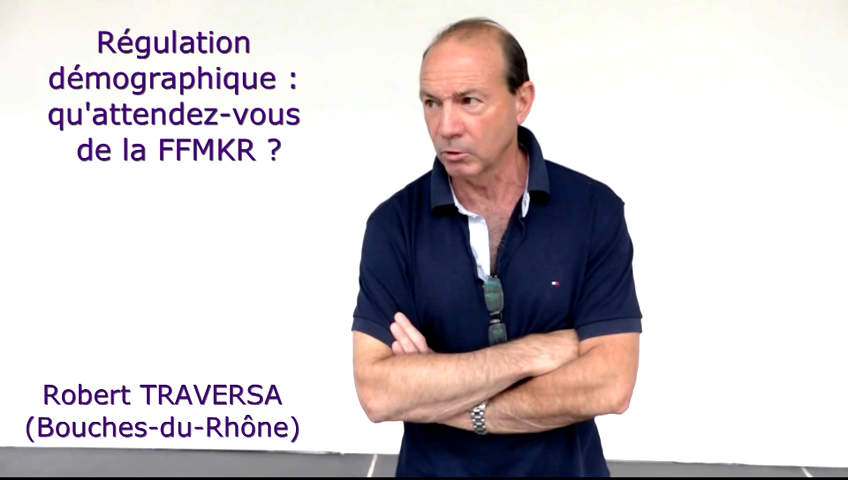 Régulation
démographique :
qu'attendez-vous
de la FFMKR ?
Robert TRAVERSA
(Bouches-du-Rhône)